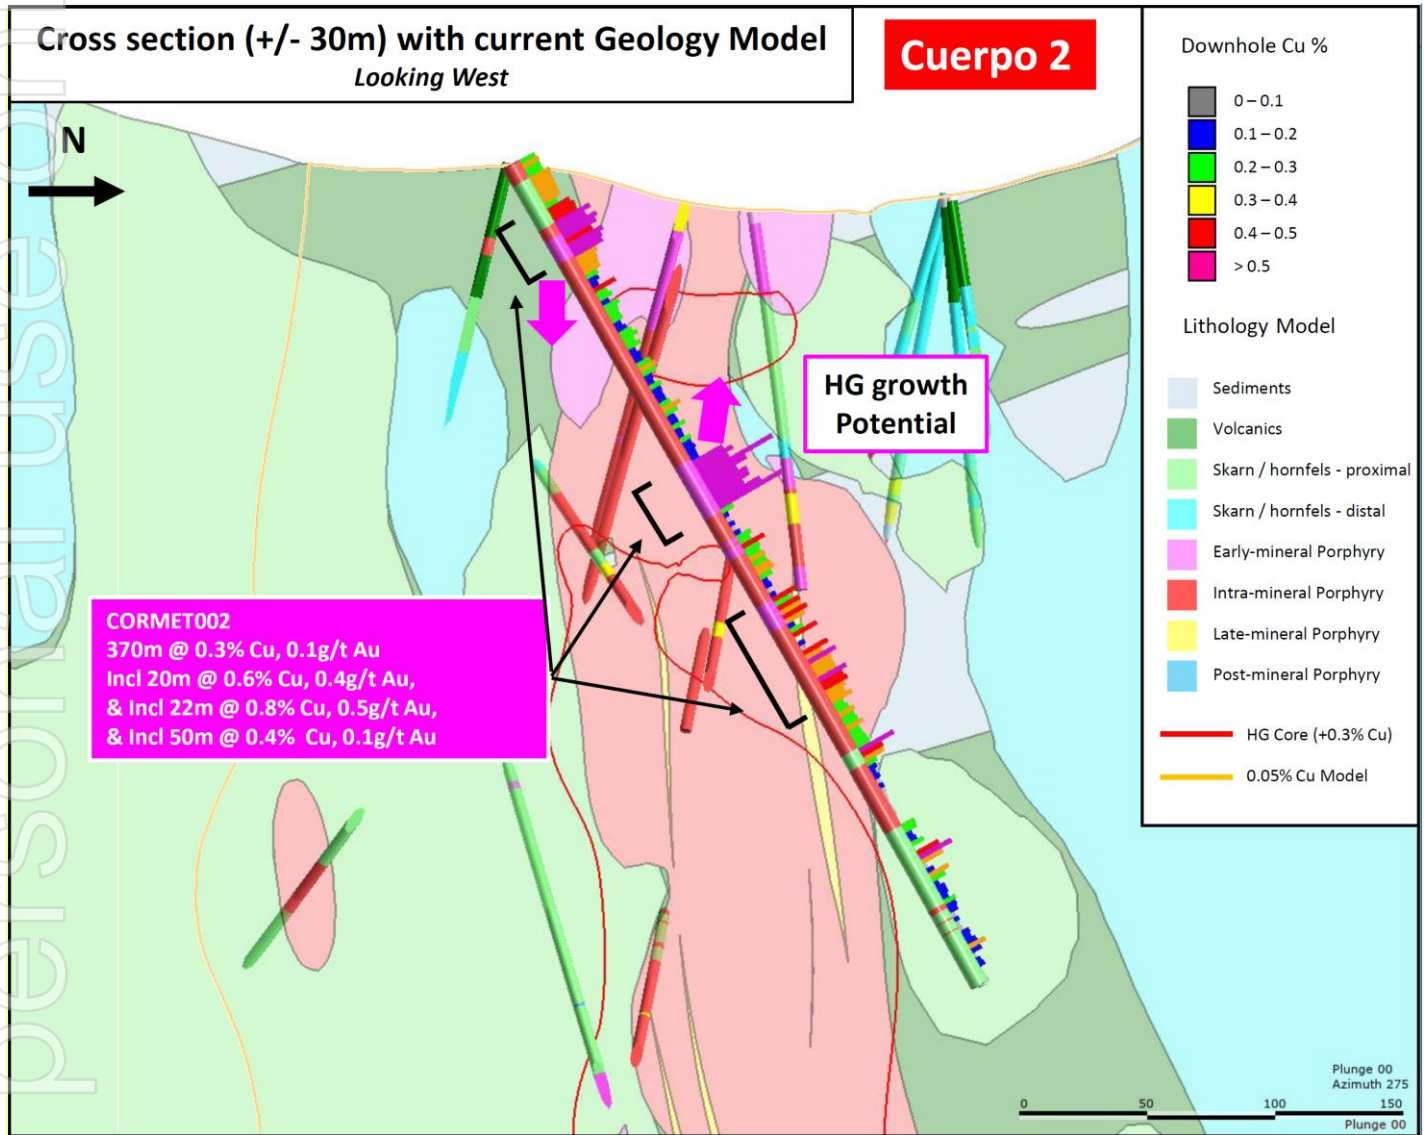 Cross section (+/- 30m) with current Geology Model
Looking West
Cuerpo 2
N
HG growth
Potential
CORMET002
370m @ 0.3% Cu, 0.1g/t Au
Incl 20m @ 0.6% Cu, 0.4g/t Au,
& Incl 22m @ 0.8% Cu, 0.5g/t Au,
& Incl 50m @ 0.4% Cu, 0.1g/t Au
Downhole Cu %
0 – 0.1
0.1 – 0.2
0.2 – 0.3
0.3 – 0.4
0.4 – 0.5
> 0.5
Lithology Model
Sediments
Volcanics
Skarn / hornfels - proximal
Skarn / hornfels - distal
Early-mineral Porphyry
Intra-mineral Porphyry
Late-mineral Porphyry
Post-mineral Porphyry
HG Core (+0.3% Cu)
0.05% Cu Model
Plunge 00
Azimuth 275
0 50 100 150
Plunge 00
personal use on